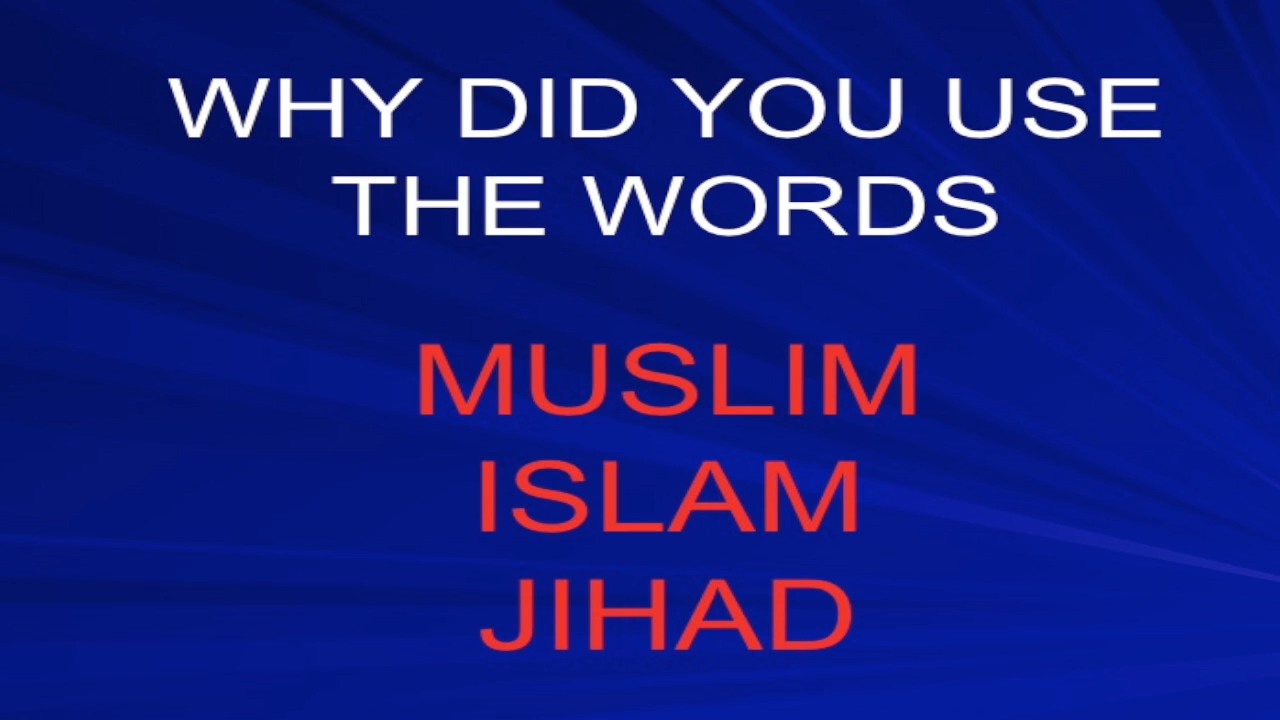 WHY DID YOU USE
THE WORDS
MUSLIM
ISLAM
JIHAD